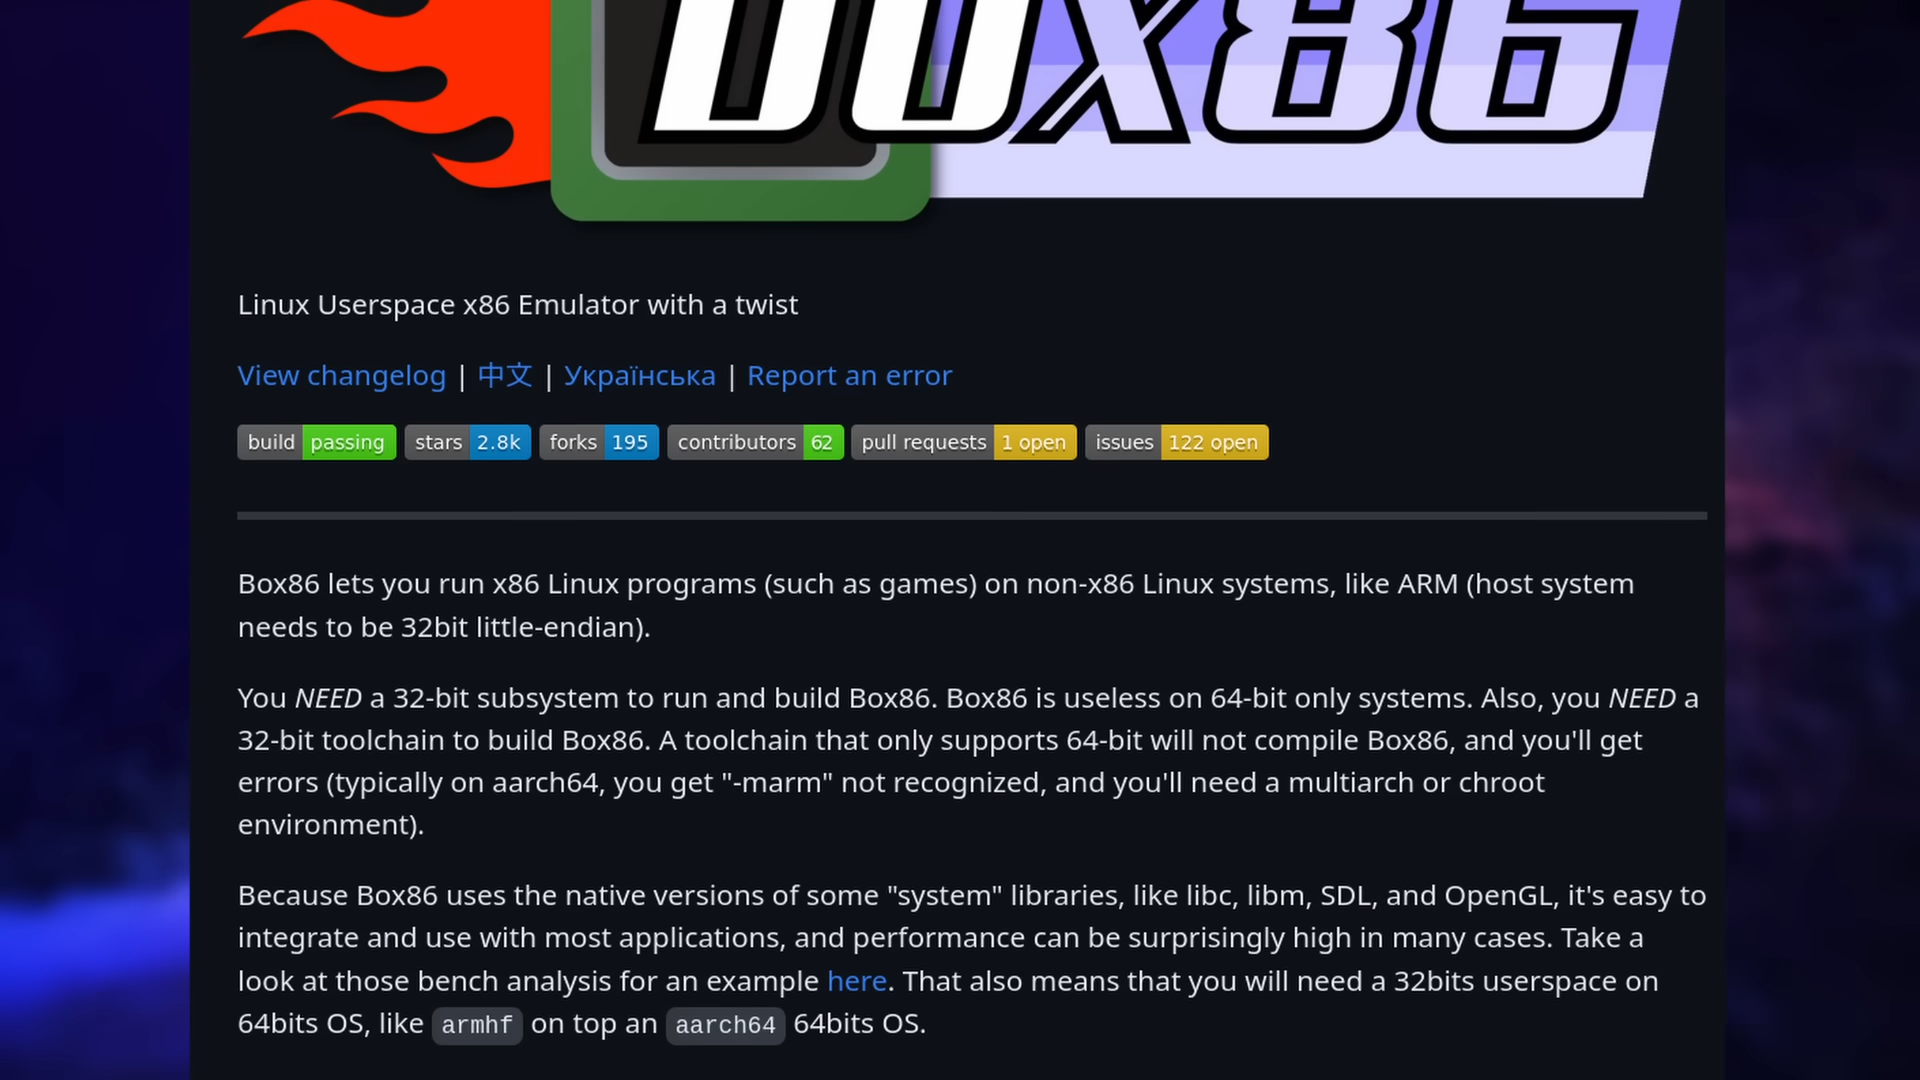 box86
Linux Userspace x86 Emulator with a twist
View changelog | 中文 | Українська | Report an error
build passing stars 2.8k forks 195 contributors 62 pull requests 1 open issues 122 open
Box86 lets you run x86 Linux programs (such as games) on non-x86 Linux systems, like ARM (host system
needs to be 32bit little-endian).
You NEED a 32-bit subsystem to run and build Box86. Box86 is useless on 64-bit only systems. Also, you NEED a
32-bit toolchain to build Box86. A toolchain that only supports 64-bit will not compile Box86, and you'll get
errors (typically on aarch64, you get "-marm" not recognized, and you'll need a multiarch or chroot
environment).
Because Box86 uses the native versions of some "system" libraries, like libc, libm, SDL, and OpenGL, it's easy to
integrate and use with most applications, and performance can be surprisingly high in many cases. Take a
look at those bench analysis for an example here. That also means that you will need a 32bits userspace on
64bits OS, like armhf on top an aarch64 64bits OS.